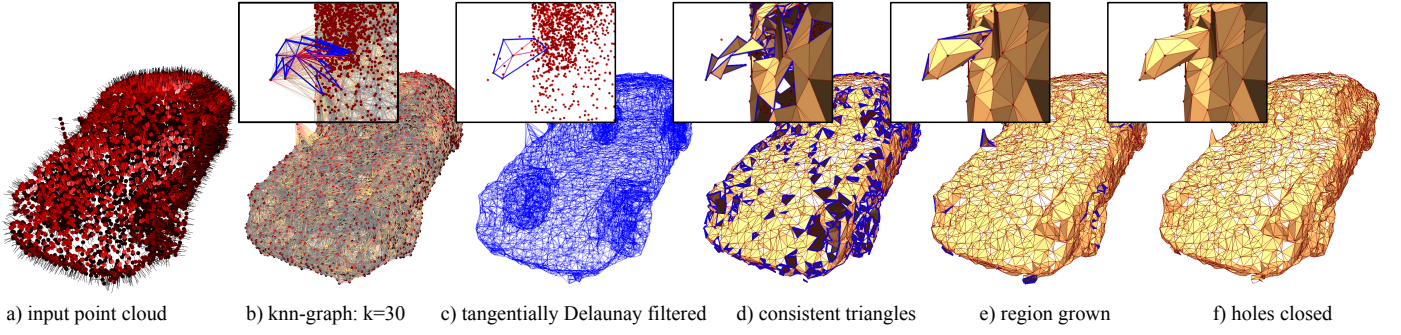 a) input point cloud
b) knn-graph: k=30
c) tangentially Delaunay filtered
d) consistent triangles
e) region grown
f) holes closed